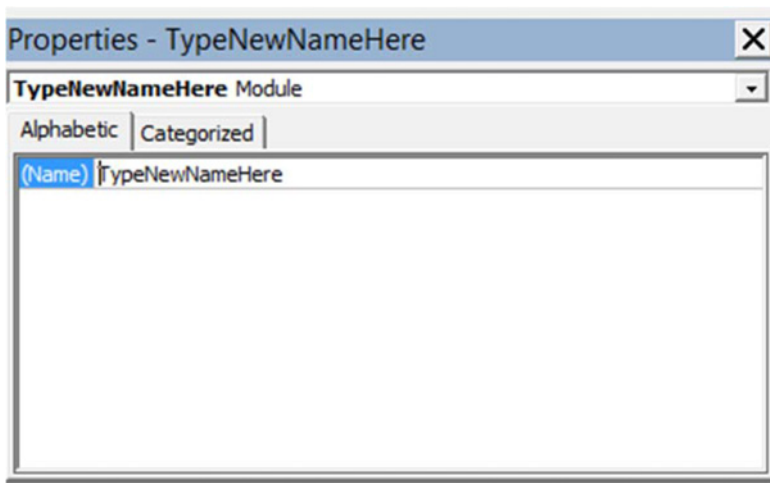 Properties - TypeNewNameHere
TypeNewNameHere Module
Alphabetic Categorized
(Name) TypeNewNameHere